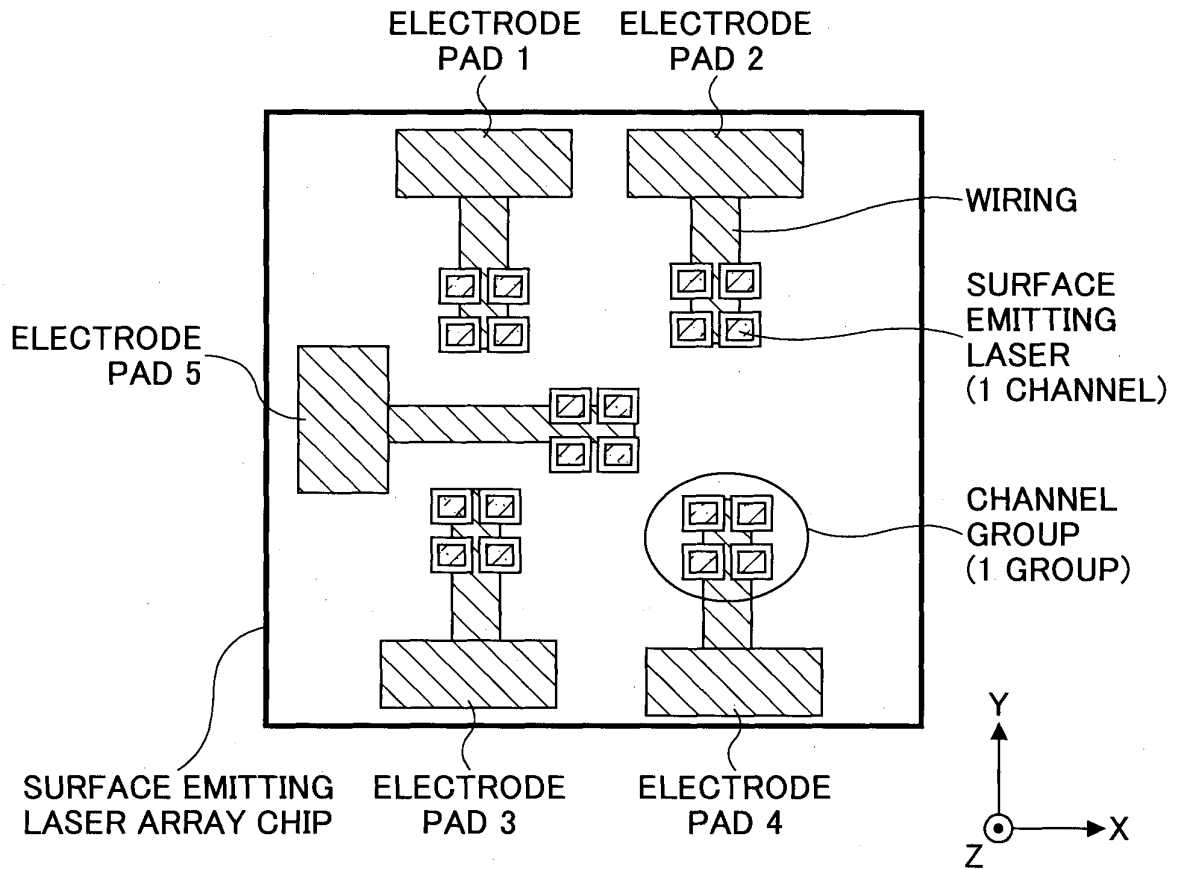 ELECTRODE
PAD 1
ELECTRODE
PAD 2
WIRING
SURFACE
EMITTING
LASER
(1 CHANNEL)
ELECTRODE
PAD 5
CHANNEL
GROUP
(1 GROUP)
SURFACE EMITTING
LASER ARRAY CHIP
ELECTRODE
PAD 3
ELECTRODE
PAD 4
Y
X
Z